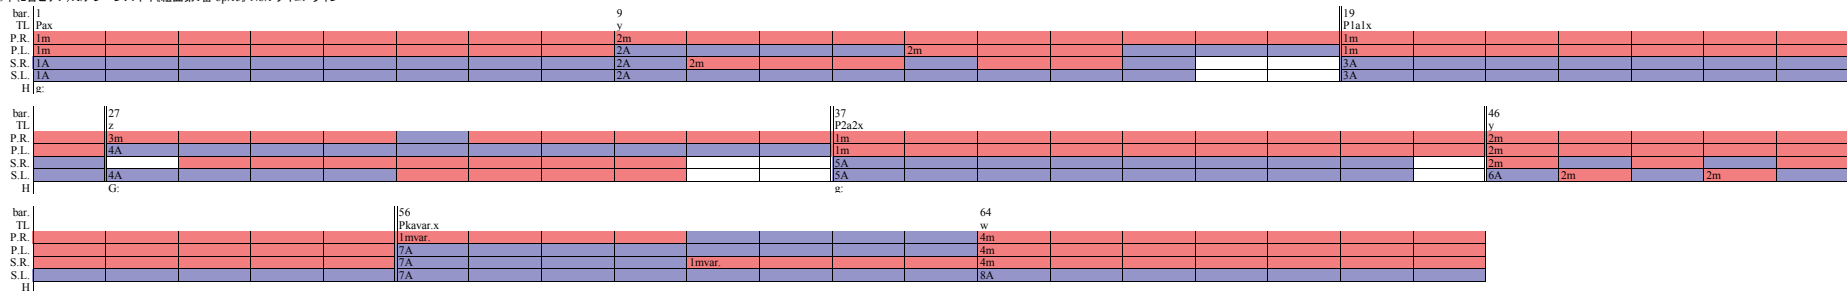 bar. 1 9 19
TL Pax y P1a1x
P.R. 1m 2m 1m
P.L. 1m 2A 2m 1m
S.R. 1A 2A 2m 3A
S.L. 1A 2A 3A
H g:
bar. 27 37 46
TL z P2a2x y
P.R. 3m 1m 2m
P.L. 4A 1m 2m
S.R. 5A 2m
S.L. 4A 5A 6A 2m 2m
H G: g:
bar. 56 64
TL Pkavar.x w
P.R. 1mvar. 4m
P.L. 7A 4m
S.R. 7A 1mvar. 4m
S.L. 7A 8A
H